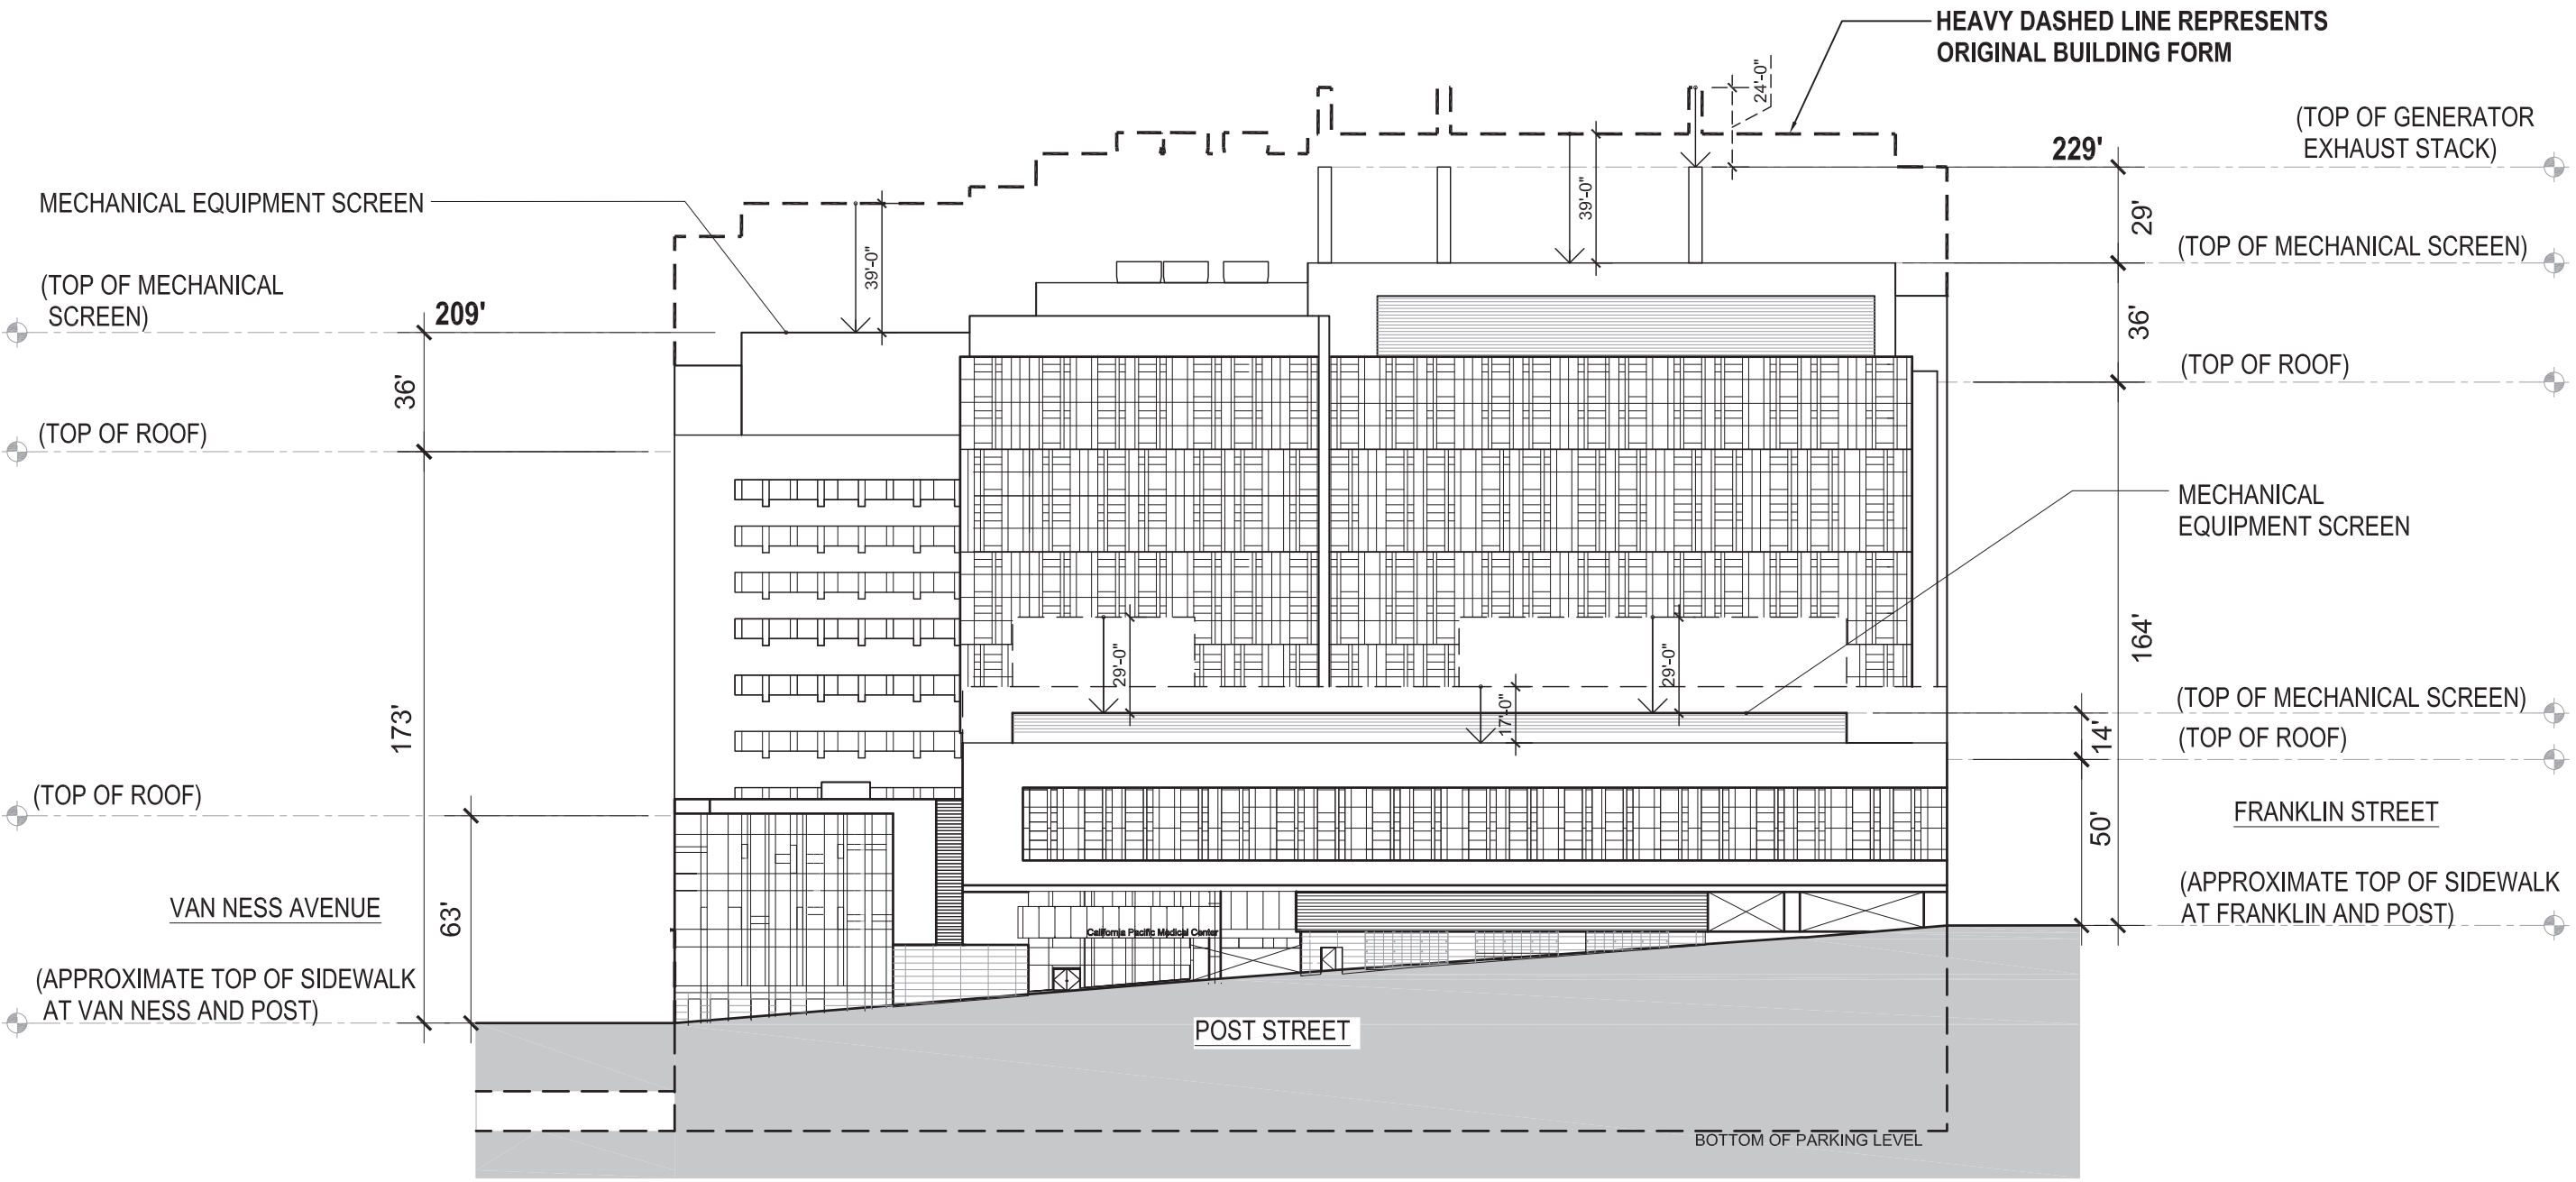 HEAVY DASHED LINE REPRESENTS
ORIGINAL BUILDING FORM
24'-0"
(TOP OF GENERATOR
EXHAUST STACK)
229'
MECHANICAL EQUIPMENT SCREEN
39'-0"
39'-0"
29'
(TOP OF MECHANICAL SCREEN)
(TOP OF MECHANICAL
SCREEN)
209'
36'
(TOP OF ROOF)
36'
(TOP OF ROOF)
MECHANICAL
EQUIPMENT SCREEN
164'
29'-0"
29'-0"
17'-0"
(TOP OF MECHANICAL SCREEN)
14'
(TOP OF ROOF)
173'
(TOP OF ROOF)
FRANKLIN STREET
50'
VAN NESS AVENUE
63'
(APPROXIMATE TOP OF SIDEWALK
AT FRANKLIN AND POST)
California Pacific Medical Center
(APPROXIMATE TOP OF SIDEWALK
AT VAN NESS AND POST)
POST STREET
BOTTOM OF PARKING LEVEL